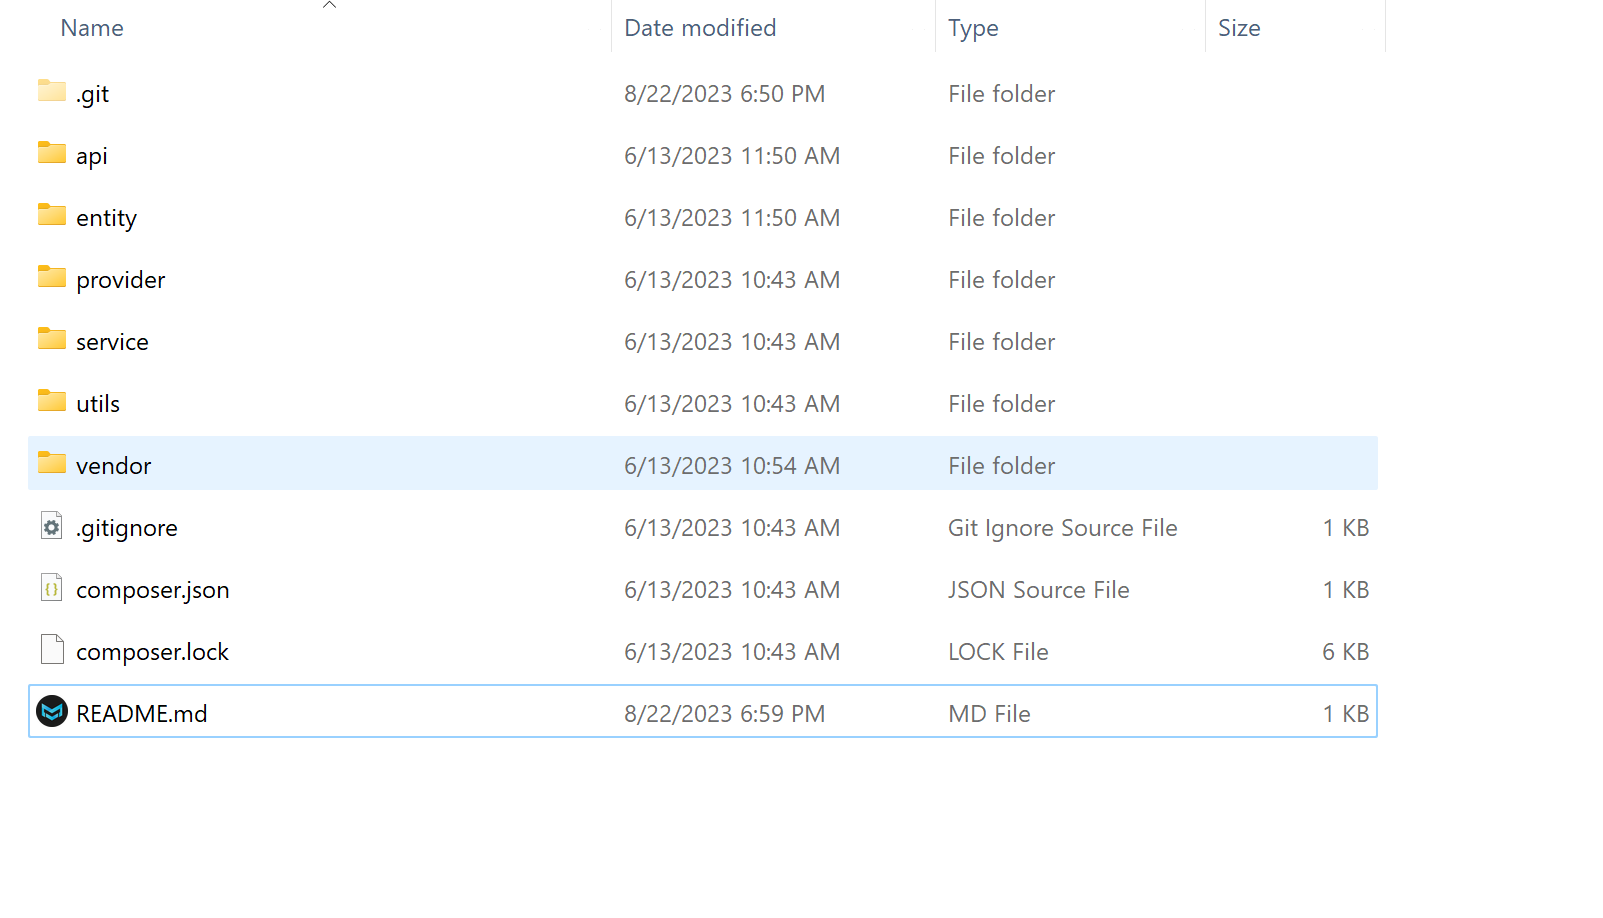 Name Date modified Type Size
.git 8/22/2023 6:50 PM File folder
api 6/13/2023 11:50 AM File folder
entity 6/13/2023 11:50 AM File folder
provider 6/13/2023 10:43 AM File folder
service 6/13/2023 10:43 AM File folder
utils 6/13/2023 10:43 AM File folder
vendor 6/13/2023 10:54 AM File folder
.gitignore 6/13/2023 10:43 AM Git Ignore Source File 1 KB
composer.json 6/13/2023 10:43 AM JSON Source File 1 KB
composer.lock 6/13/2023 10:43 AM LOCK File 6 KB
README.md 8/22/2023 6:59 PM MD File 1 KB